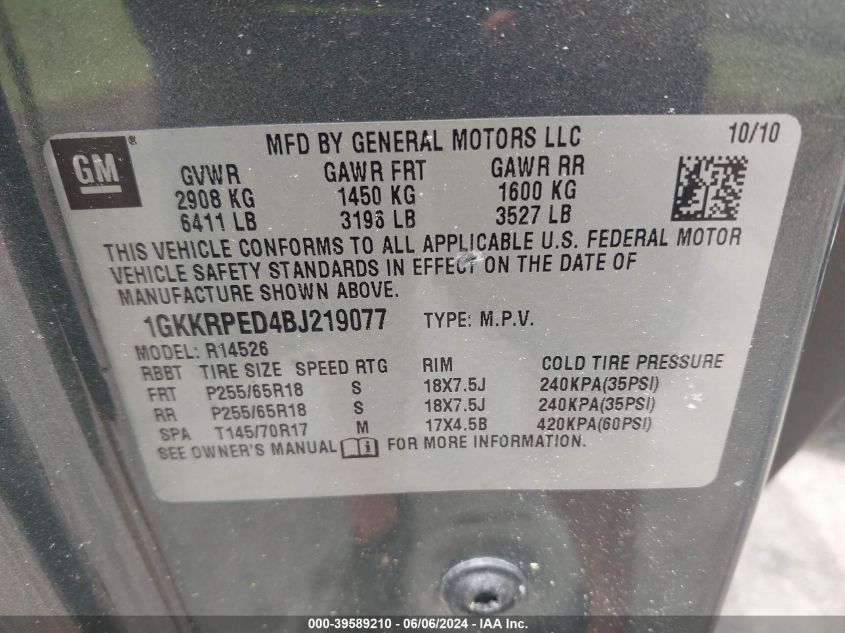 GM ®
MFD BY GENERAL MOTORS LLC 10/10
GVWR GAWR FRT GAWR RR
2908 KG 1450 KG 1600 KG
6411 LB 3196 LB 3527 LB
THIS VEHICLE CONFORMS TO ALL APPLICABLE U.S. FEDERAL MOTOR
VEHICLE SAFETY STANDARDS IN EFFECT ON THE DATE OF
MANUFACTURE SHOWN ABOVE.
1GKKRPED4BJ219077 TYPE: M.P.V.
MODEL: R14526
RBBT TIRE SIZE SPEED RTG RIM COLD TIRE PRESSURE
FRT P255/65R18 S 18X7.5J 240KPA(35PSI)
RR P255/65R18 S 18X7.5J 240KPA(35PSI)
SPA T145/70R17 M 17X4.5B 420KPA(60PSI)
SEE OWNER'S MANUAL i FOR MORE INFORMATION.
000-39589210 - 06/06/2024 - IAA Inc.